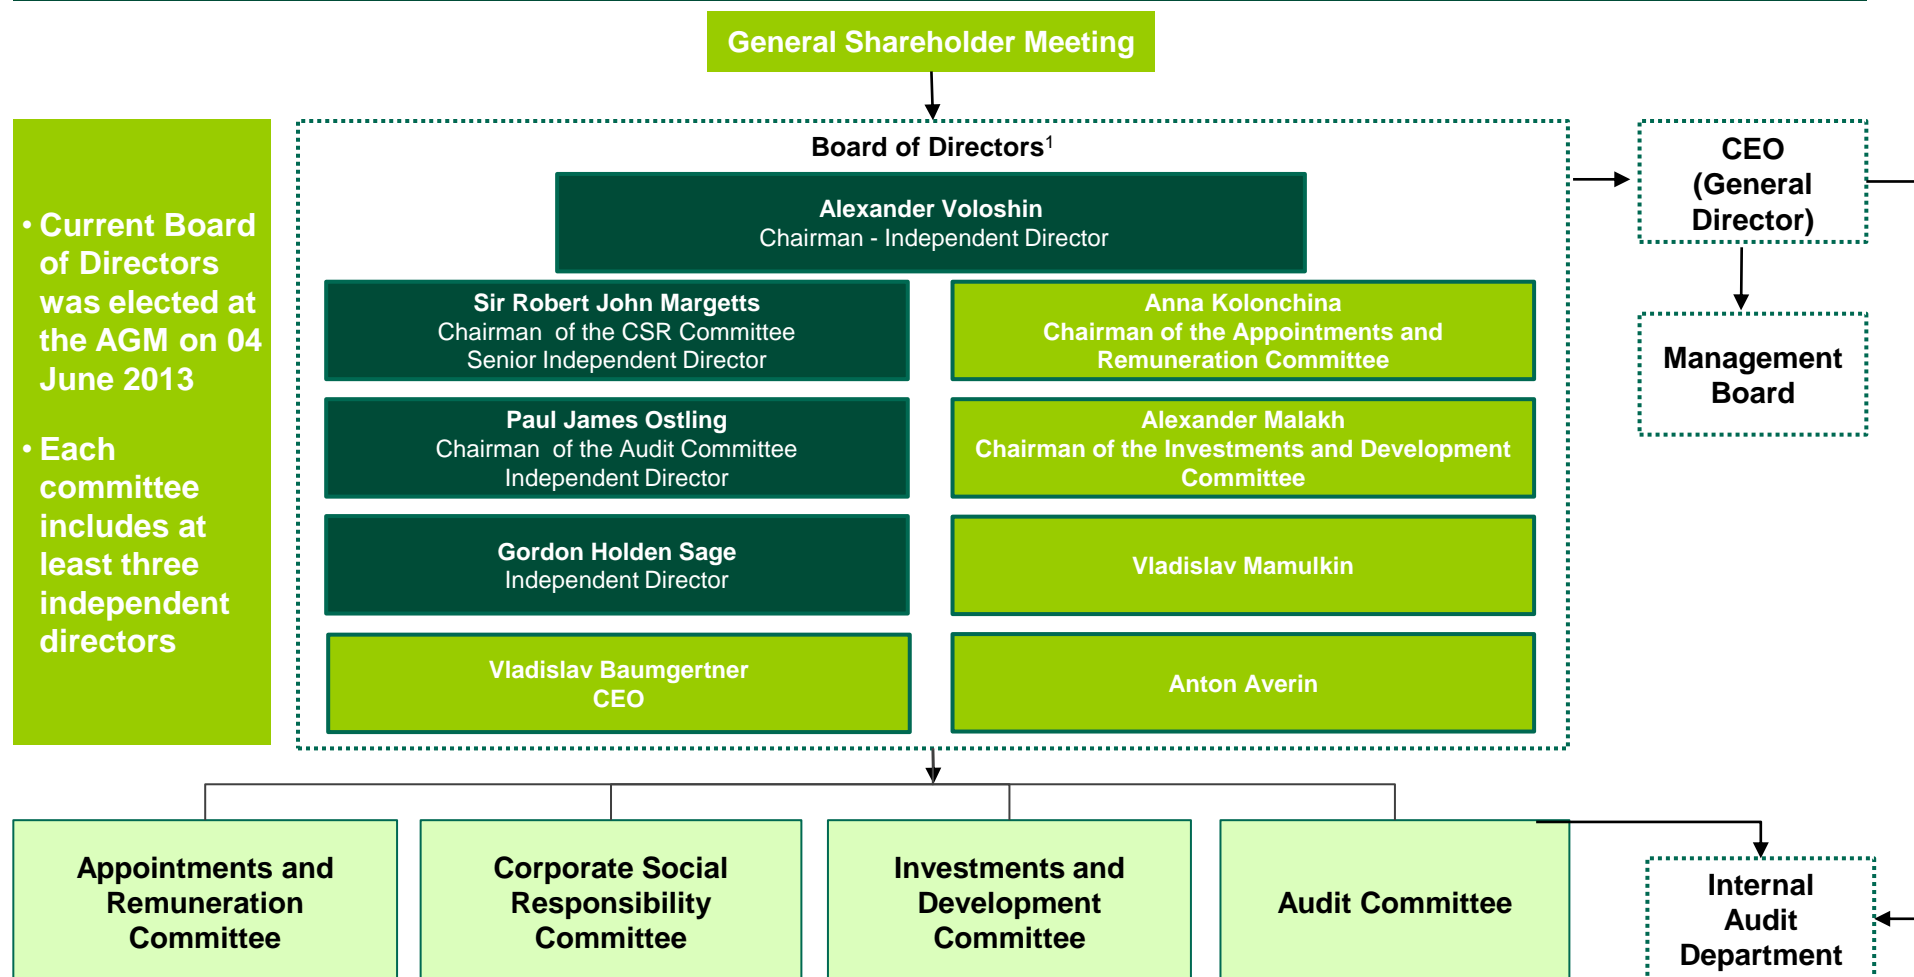 General Shareholder Meeting
• Current Board
of Directors
was elected at
the AGM on 04
June 2013
• Each
committee
includes at
least three
independent
directors
Board of Directors1
Alexander Voloshin
Chairman - Independent Director
Sir Robert John Margetts
Chairman of the CSR Committee
Senior Independent Director
Anna Kolonchina
Chairman of the Appointments and
Remuneration Committee
Paul James Ostling
Chairman of the Audit Committee
Independent Director
Alexander Malakh
Chairman of the Investments and Development
Committee
Gordon Holden Sage
Independent Director
Vladislav Mamulkin
Vladislav Baumgertner
CEO
Anton Averin
CEO
(General
Director)
Management
Board
Appointments and
Remuneration
Committee
Corporate Social
Responsibility
Committee
Investments and
Development
Committee
Audit Committee
Internal
Audit
Department